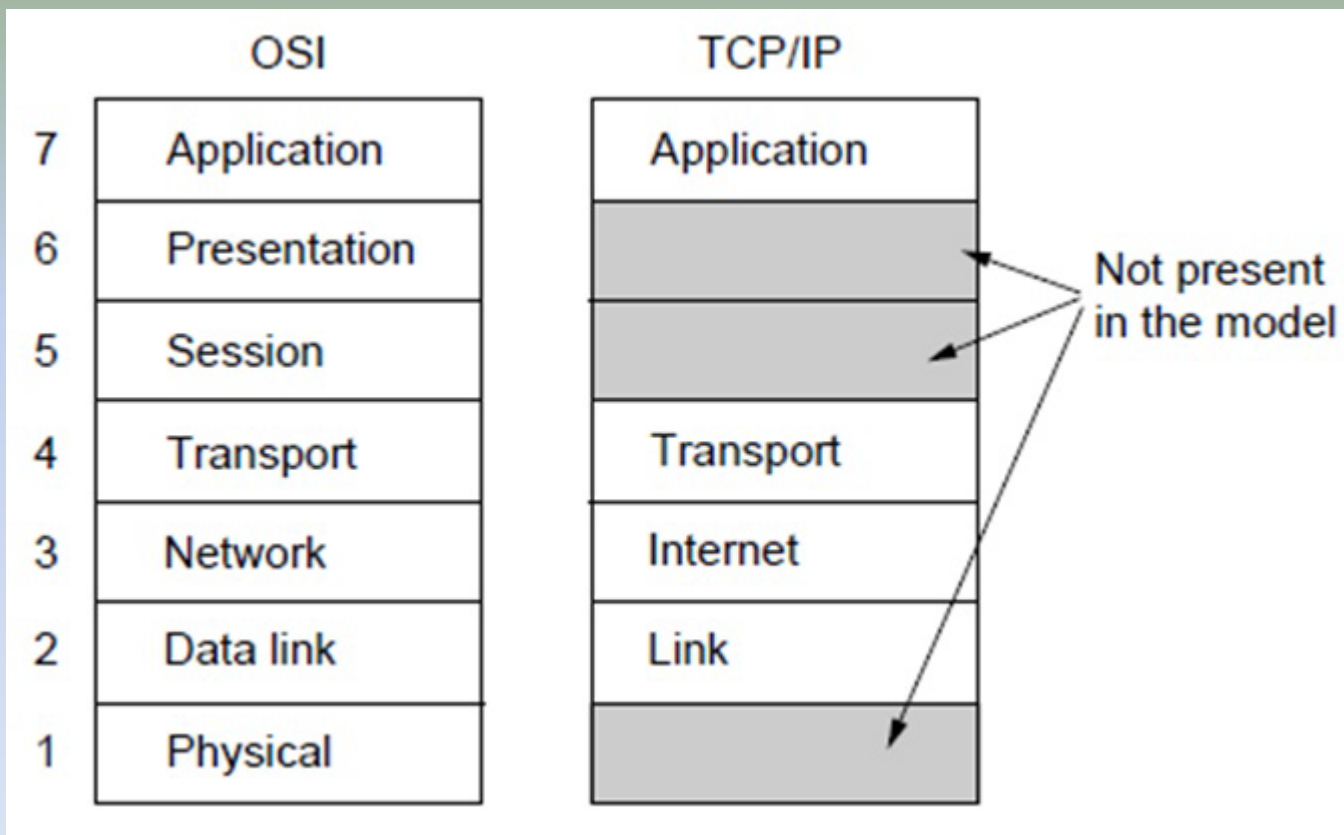 OSI TCP/IP
7 Application Application
6 Presentation
5 Session
4 Transport Transport
3 Network Internet
2 Data link Link
1 Physical
Not present
in the model